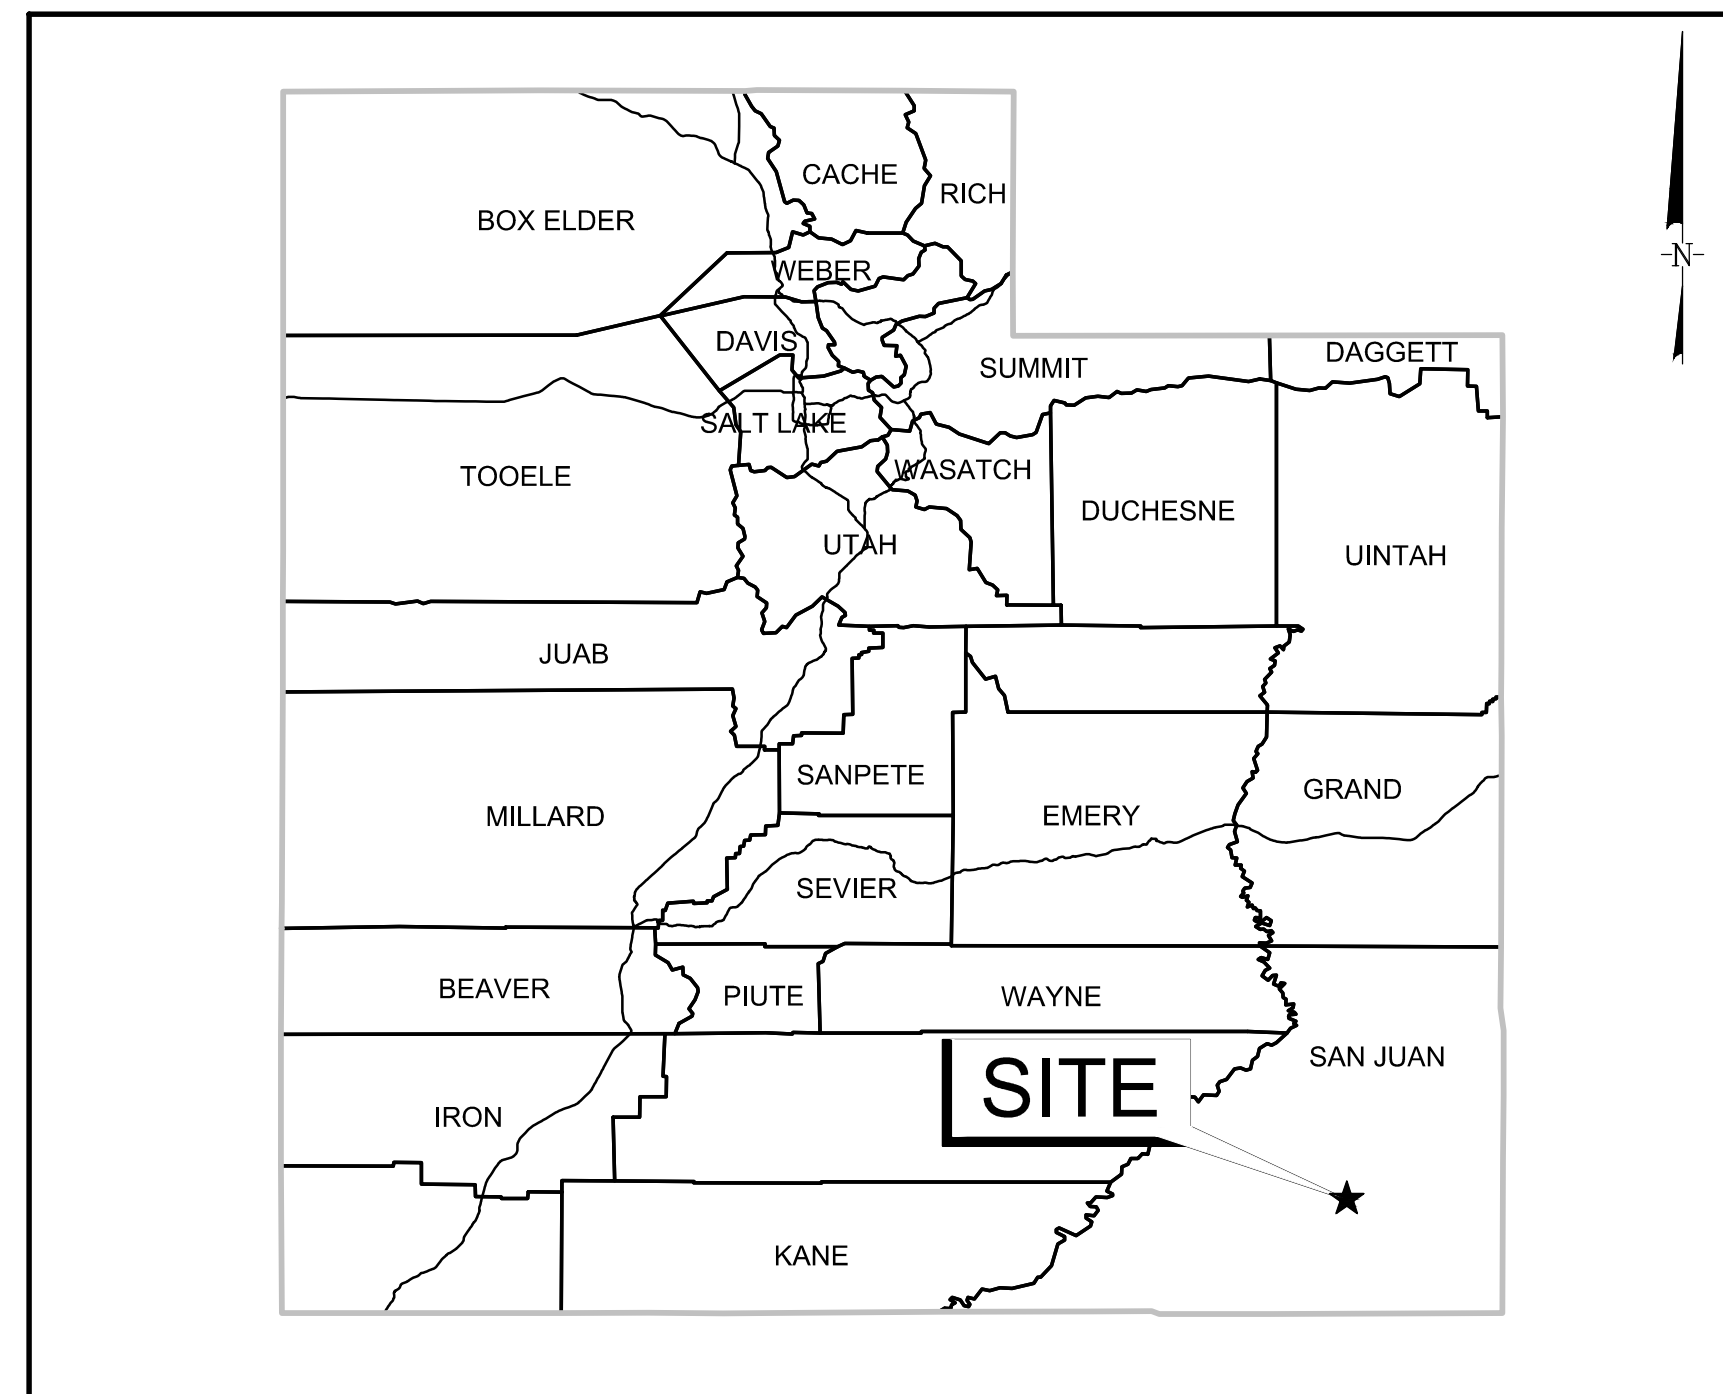 CACHE
RICH
BOX ELDER
-N-
WEBER
DAVIS
DAGGETT
SUMMIT
SALT LAKE
WASATCH
TOOELE
DUCHESNE
UTAH
UINTAH
JUAB
SANPETE
GRAND
MILLARD
EMERY
SEVIER
BEAVER
PIUTE
WAYNE
SAN JUAN
SITE
IRON
KANE